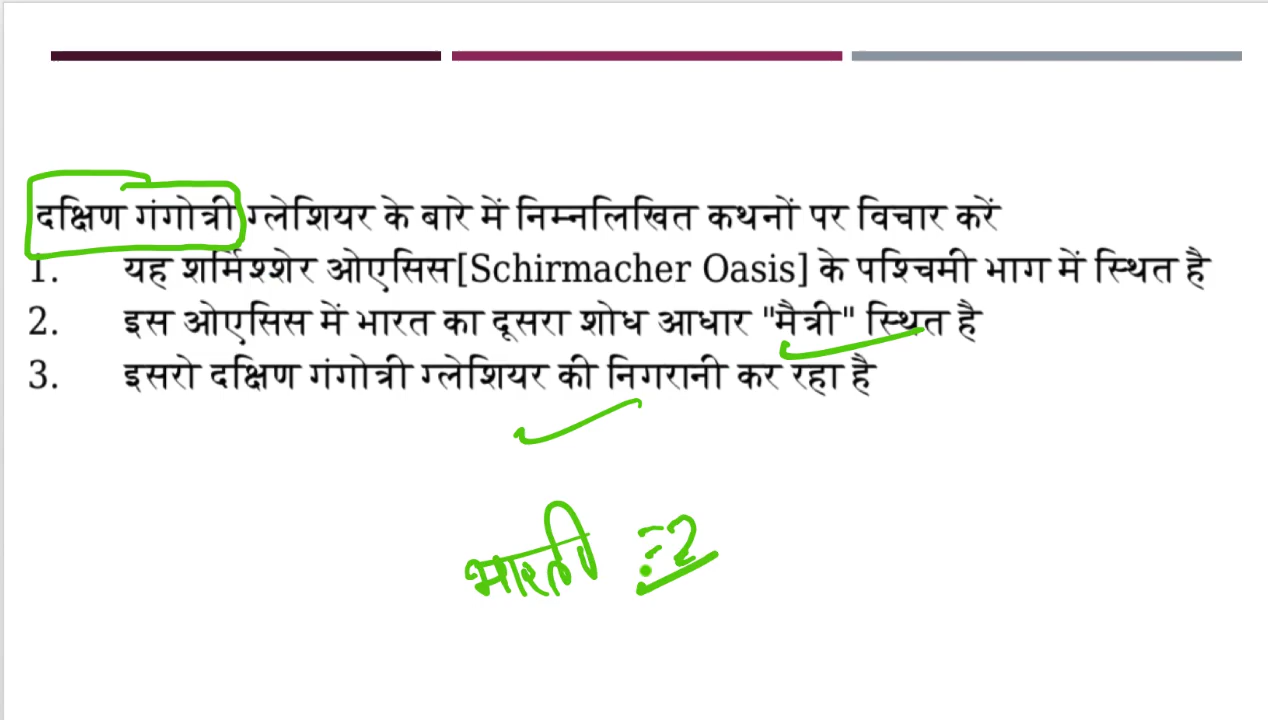 दक्षिण गंगोत्री ग्लेशियर के बारे में निम्नलिखित कथनों पर विचार करें
1. यह शर्मिश्शेर ओएसिस[Schirmacher Oasis] के पश्चिमी भाग में स्थित है
2. इस ओएसिस में भारत का दूसरा शोध आधार "मैत्री" स्थित है
3. इसरो दक्षिण गंगोत्री ग्लेशियर की निगरानी कर रहा है
भारती :-2